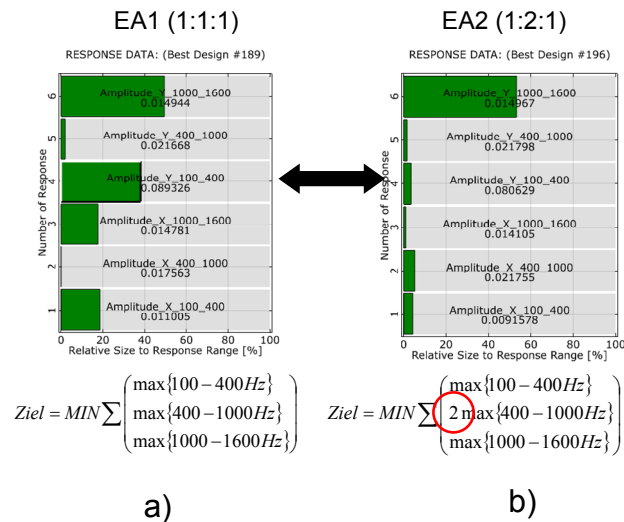 EA1 (1:1:1)
RESPONSE DATA: (Best Design #189)
Number of Response
6
Amplitude_Y_1000_1600
0.014944
5
Amplitude_Y_400_1000
0.021668
4
Amplitude_Y_100_400
0.089326
3
Amplitude_X_1000_1600
0.014781
2
Amplitude_X_400_1000
0.017563
1
Amplitude_X_100_400
0.011005
0 20 40 60 80 100
Relative Size to Response Range [%]
Ziel = MIN ∑ (max{100 – 400Hz}
max{400 – 1000Hz}
max{1000 – 1600Hz})
a)
EA2 (1:2:1)
RESPONSE DATA: (Best Design #196)
Number of Response
6
Amplitude_Y_1000_1600
0.014967
5
Amplitude_Y_400_1000
0.021798
4
Amplitude_Y_100_400
0.080629
3
Amplitude_X_1000_1600
0.014105
2
Amplitude_X_400_1000
0.021755
1
Amplitude_X_100_400
0.0091578
0 20 40 60 80 100
Relative Size to Response Range [%]
Ziel = MIN ∑ (max{100 – 400Hz}
2 max{400 – 1000Hz}
max{1000 – 1600Hz})
b)